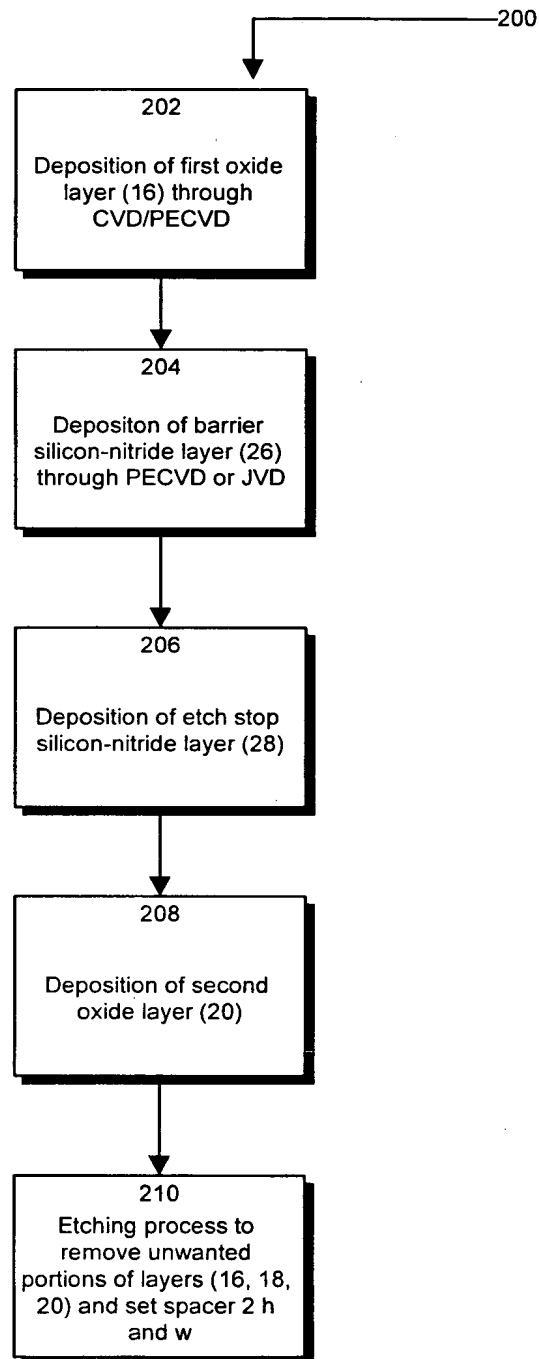 200
202
Deposition of first oxide
layer (16) through
CVD/PECVD
204
Depositon of barrier
silicon-nitride layer (26)
through PECVD or JVD
206
Deposition of etch stop
silicon-nitride layer (28)
208
Deposition of second
oxide layer (20)
210
Etching process to
remove unwanted
portions of layers (16, 18,
20) and set spacer 2 h
and w